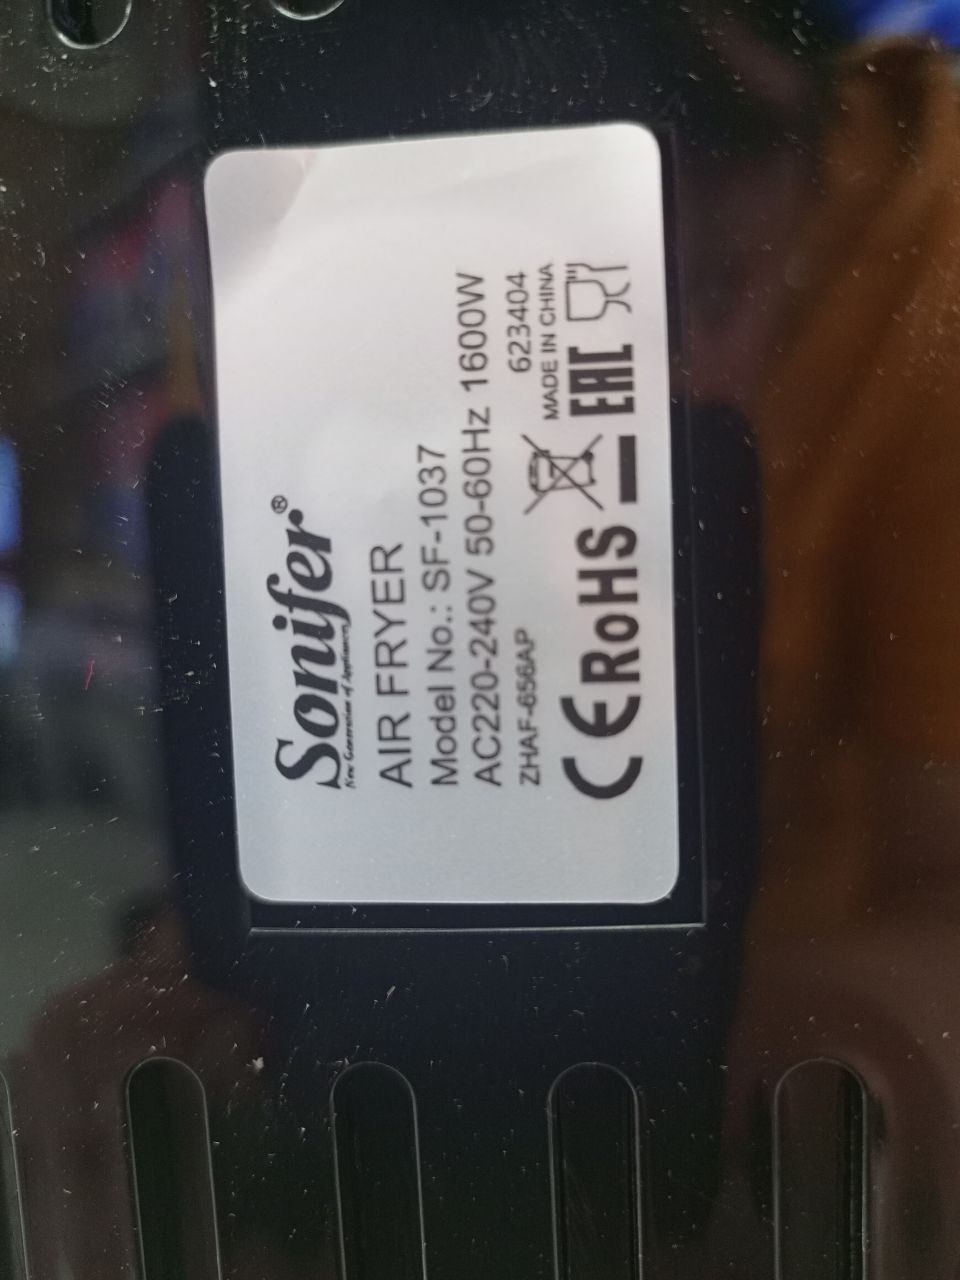 Sonifer®
New Generation of Appliances
AIR FRYER
Model No.: SF-1037
AC220-240V 50-60Hz 1600W
ZHAF-656AP
623404
MADE IN CHINA
CE RoHS EAC